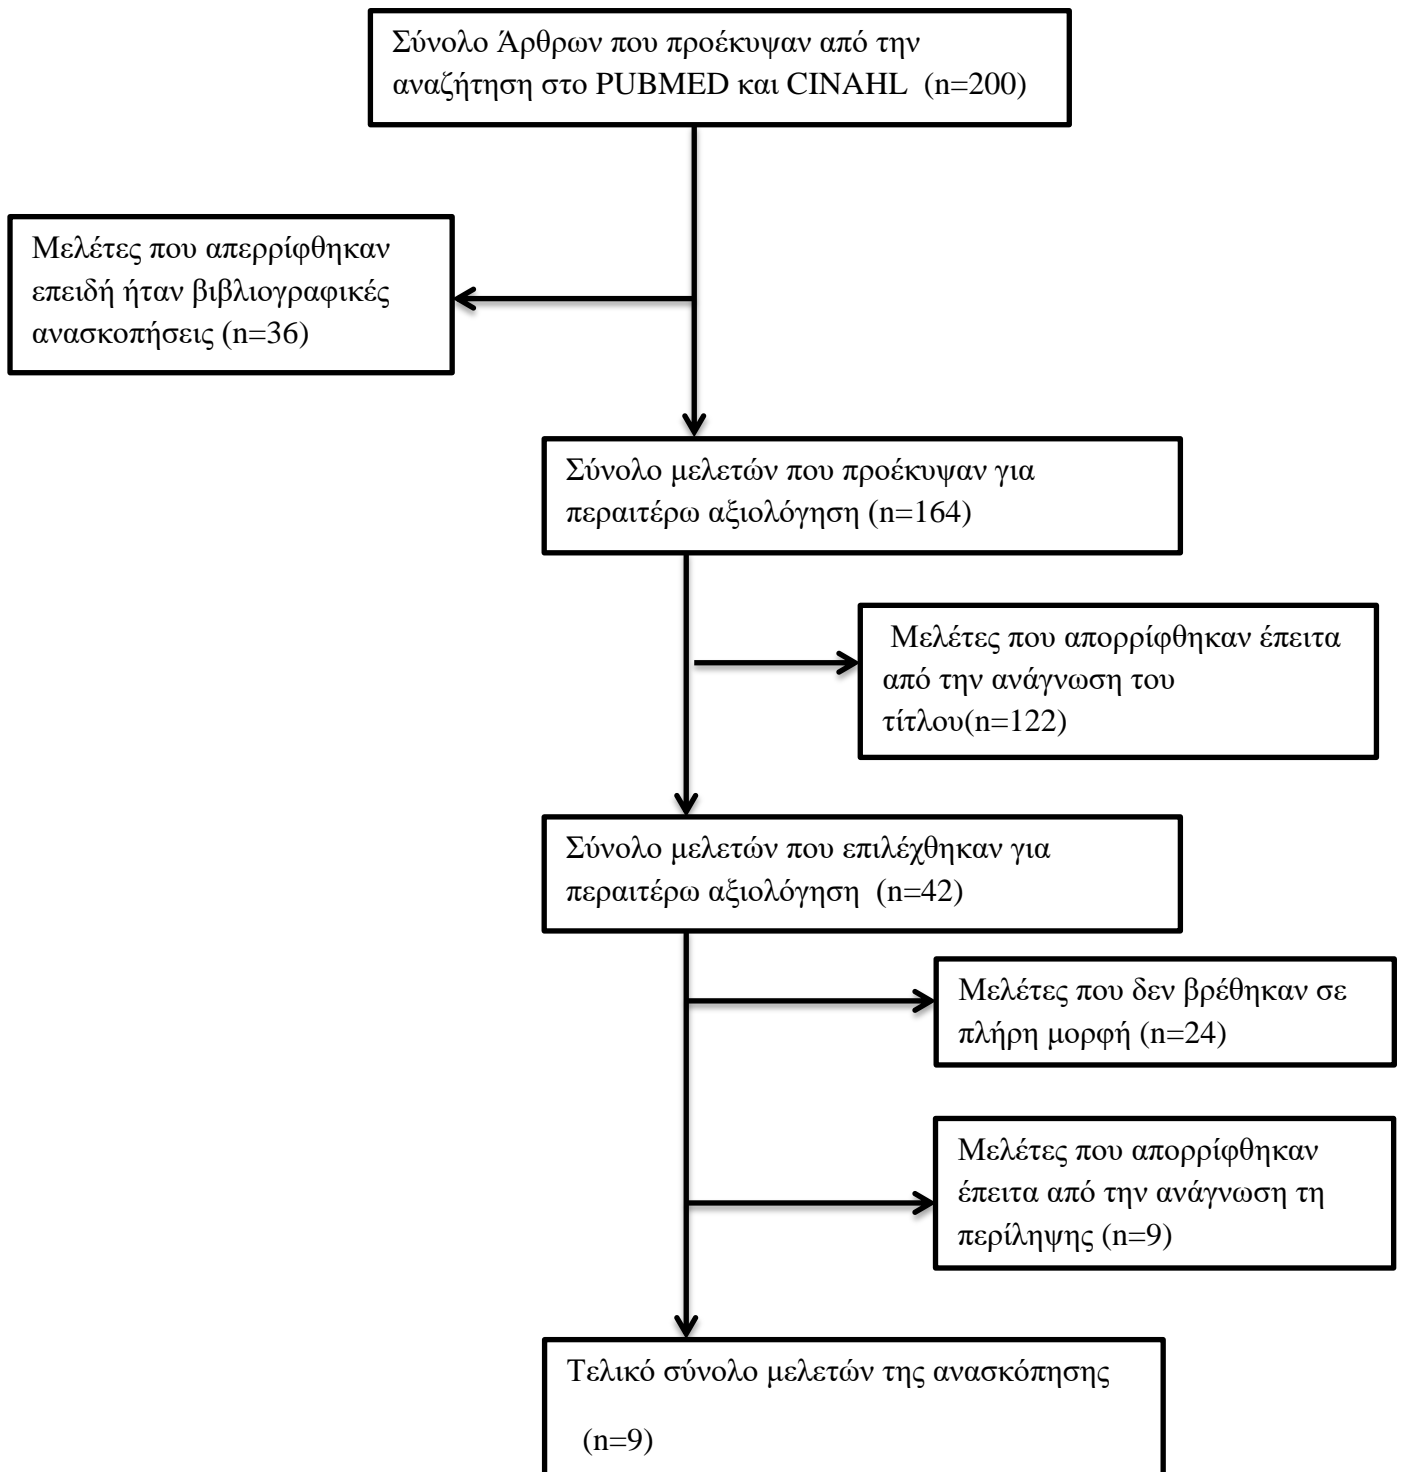 Σύνολο Άρθρων που προέκυψαν από την
αναζήτηση στο PUBMED και CINAHL (n=200)
Μελέτες που απερρίφθηκαν
επειδή ήταν βιβλιογραφικές
ανασκοπήσεις (n=36)
Σύνολο μελετών που προέκυψαν για
περαιτέρω αξιολόγηση (n=164)
Μελέτες που απορρίφθηκαν έπειτα
από την ανάγνωση του
τίτλου(n=122)
Σύνολο μελετών που επιλέχθηκαν για
περαιτέρω αξιολόγηση (n=42)
Μελέτες που δεν βρέθηκαν σε
πλήρη μορφή (n=24)
Μελέτες που απορρίφθηκαν
έπειτα από την ανάγνωση τη
περίληψης (n=9)
Τελικό σύνολο μελετών της ανασκόπησης
(n=9)